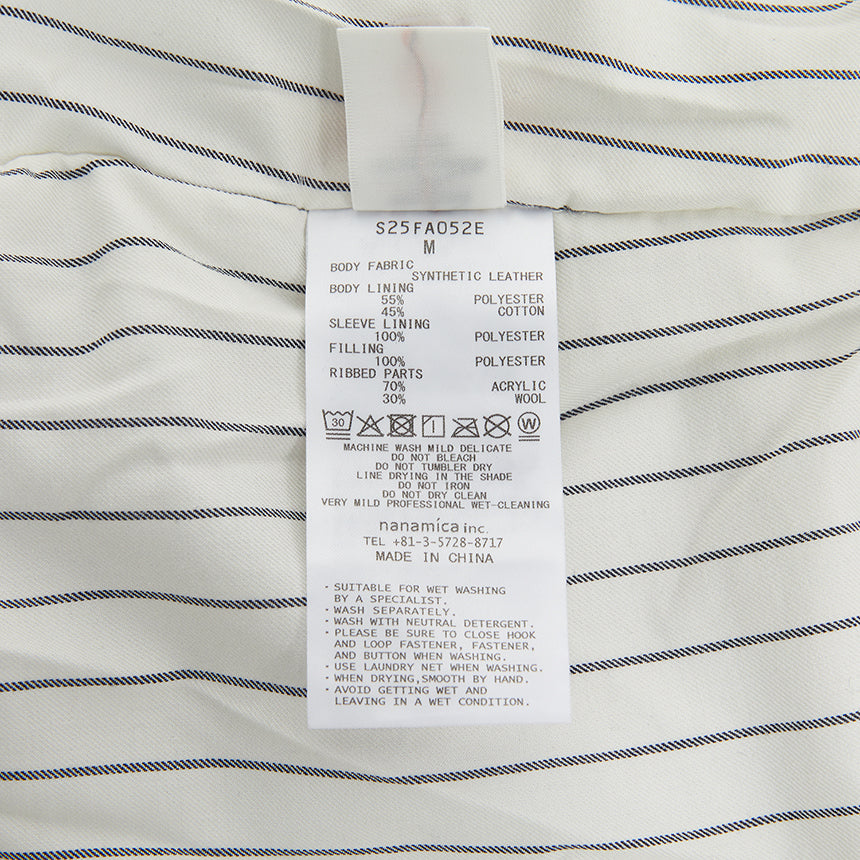 S25FA052E
M
BODY FABRIC
SYNTHETIC LEATHER
BODY LINING
55% POLYESTER
45% COTTON
SLEEVE LINING
100% POLYESTER
FILLING
100% POLYESTER
RIBBED PARTS
70% ACRYLIC
30% WOOL
30 W
MACHINE WASH MILD DELICATE
DO NOT BLEACH
DO NOT TUMBLER DRY
LINE DRYING IN THE SHADE
DO NOT IRON
DO NOT DRY CLEAN
VERY MILD PROFESSIONAL WET-CLEANING
nanamica inc.
TEL +81-3-5728-8717
MADE IN CHINA
· SUITABLE FOR WET WASHING
BY A SPECIALIST.
· WASH SEPARATELY.
· WASH WITH NEUTRAL DETERGENT.
· PLEASE BE SURE TO CLOSE HOOK
AND LOOP FASTENER, FASTENER,
AND BUTTON WHEN WASHING.
· USE LAUNDRY NET WHEN WASHING.
· WHEN DRYING,SMOOTH BY HAND.
· AVOID GETTING WET AND
LEAVING IN A WET CONDITION.